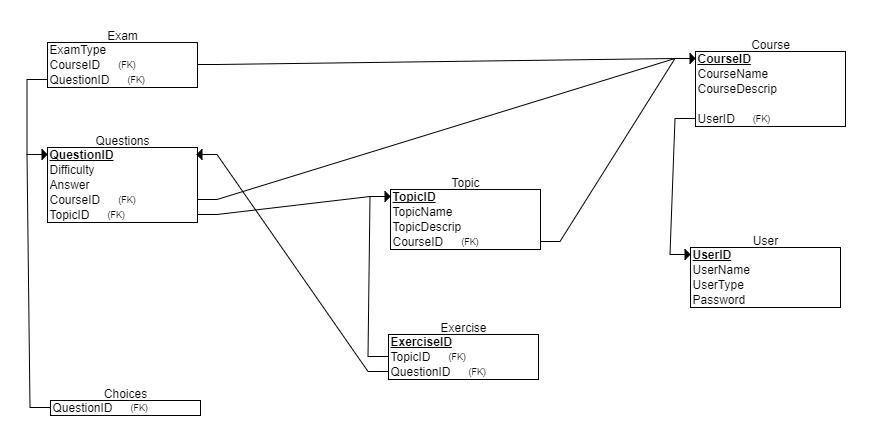 Exam
ExamType
CourseID (FK)
QuestionID (FK)
Course
CourseID
CourseName
CourseDescrip
UserID (FK)
Questions
QuestionID
Difficulty
Answer
CourseID (FK)
TopicID (FK)
Topic
TopicID
TopicName
TopicDescrip
CourseID (FK)
User
UserID
UserName
UserType
Password
Exercise
ExerciseID
TopicID (FK)
QuestionID (FK)
Choices
QuestionID (FK)